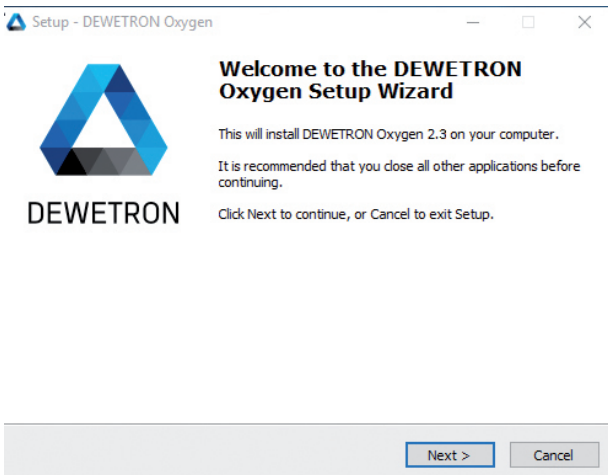 Setup - DEWETRON Oxygen
Welcome to the DEWETRON
Oxygen Setup Wizard
This will install DEWETRON Oxygen 2.3 on your computer.
It is recommended that you close all other applications before
continuing.
Click Next to continue, or Cancel to exit Setup.
DEWETRON
Next >
Cancel